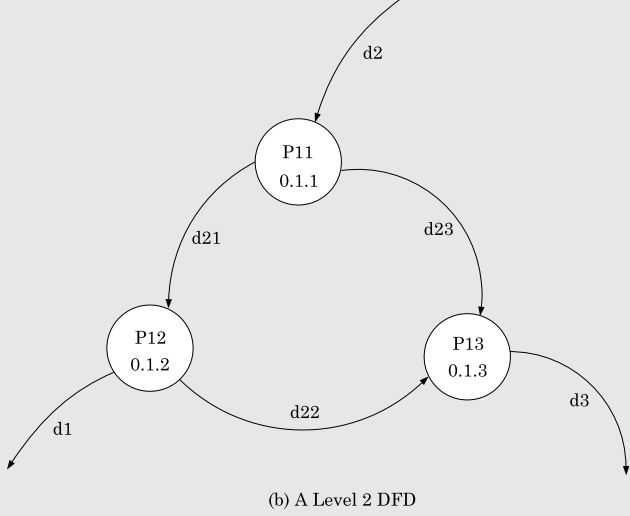 d2
P11
0.1.1
d21
d23
P12
0.1.2
P13
0.1.3
d22
d1
d3
(b) A Level 2 DFD